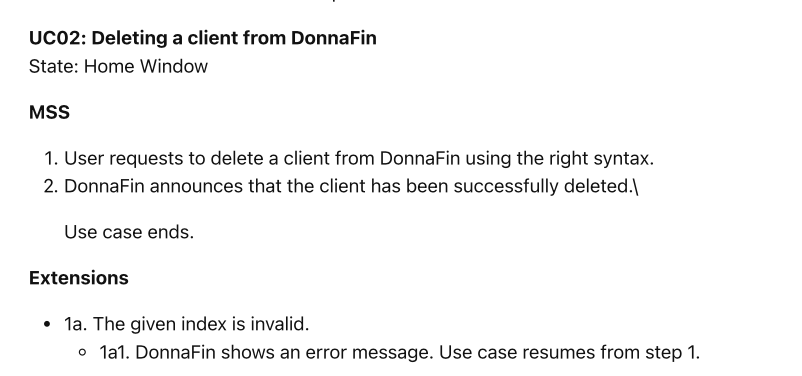 UC02: Deleting a client from DonnaFin
State: Home Window
MSS
1. User requests to delete a client from DonnaFin using the right syntax.
2. DonnaFin announces that the client has been successfully deleted.\
Use case ends.
Extensions
• 1a. The given index is invalid.
◦ 1a1. DonnaFin shows an error message. Use case resumes from step 1.